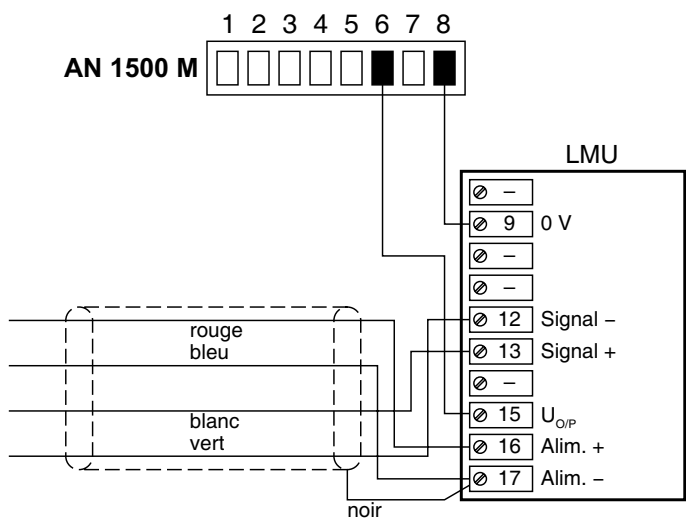 1 2 3 4 5 6 7 8
AN 1500 M
LMU
–
9 0 V
–
–
12 Signal –
13 Signal +
–
15 U O/P
16 Alim. +
17 Alim. –
rouge
bleu
blanc
vert
noir